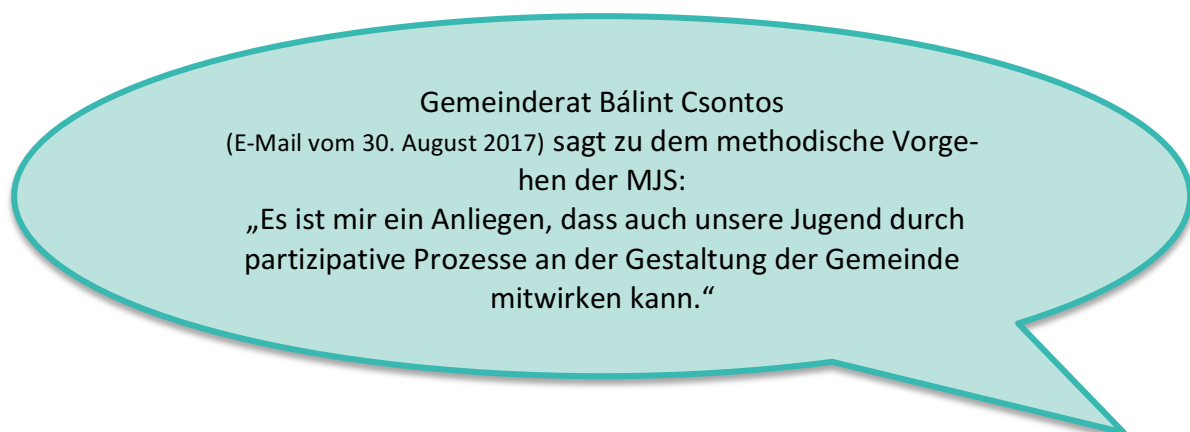 Gemeinderat Bálint Csontos
(E-Mail vom 30. August 2017) sagt zu dem methodische Vorge-
hen der MJS:
„Es ist mir ein Anliegen, dass auch unsere Jugend durch
partizipative Prozesse an der Gestaltung der Gemeinde
mitwirken kann.“